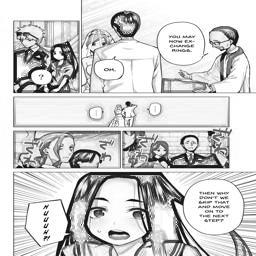 YOU MAY
NOW EX-
CHANGE
RINGS.
OH,
?
THEN WHY
DON'T WE
SKIP THAT
AND MOVE
ON TO
THE NEXT
STEP?
HUUUH?!